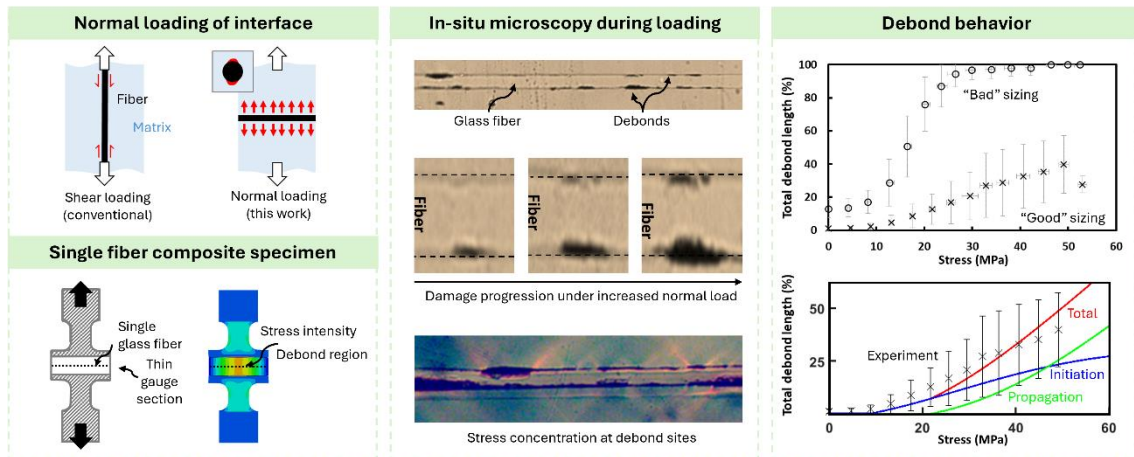 Normal loading of interface
Fiber
Matrix
Shear loading
(conventional)
Normal loading
(this work)
Single fiber composite specimen
Single
glass fiber
Thin
gauge
section
Stress intensity
Debond region
In-situ microscopy during loading
Glass fiber
Debonds
Fiber
Fiber
Fiber
Damage progression under increased normal load
Stress concentration at debond sites
Debond behavior
Total debond length (%)
100
80
60
40
20
0
"Bad" sizing
"Good" sizing
0 10 20 30 40 50 60
Stress (MPa)
Total debond length (%)
50
25
Experiment
Total
Initiation
Propagation
0 20 40 60
Stress (MPa)